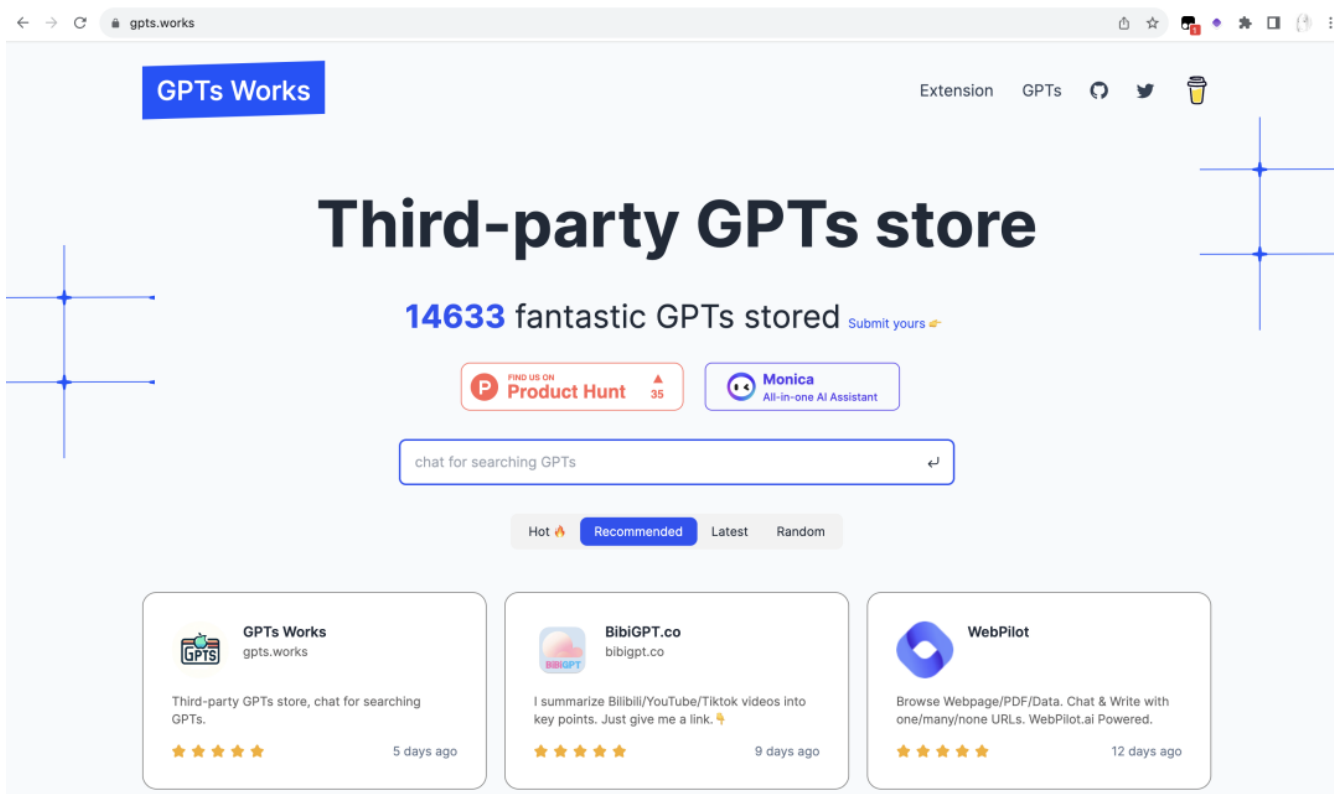 gpts.works
1
GPTs Works
Extension GPTs
Third-party GPTs store
14633 fantastic GPTs stored Submit yours 👉
P FIND US ON
Product Hunt ▲ 35
Monica
All-in-one AI Assistant
chat for searching GPTs
Hot 🔥 Recommended Latest Random
GPTs Works
gpts.works
GPTS
Third-party GPTs store, chat for searching
GPTs.
5 days ago
BibiGPT.co
bibigpt.co
BIBIGPT
I summarize Bilibili/YouTube/Tiktok videos into
key points. Just give me a link.👇
9 days ago
WebPilot
Browse Webpage/PDF/Data. Chat & Write with
one/many/none URLs. WebPilot.ai Powered.
12 days ago